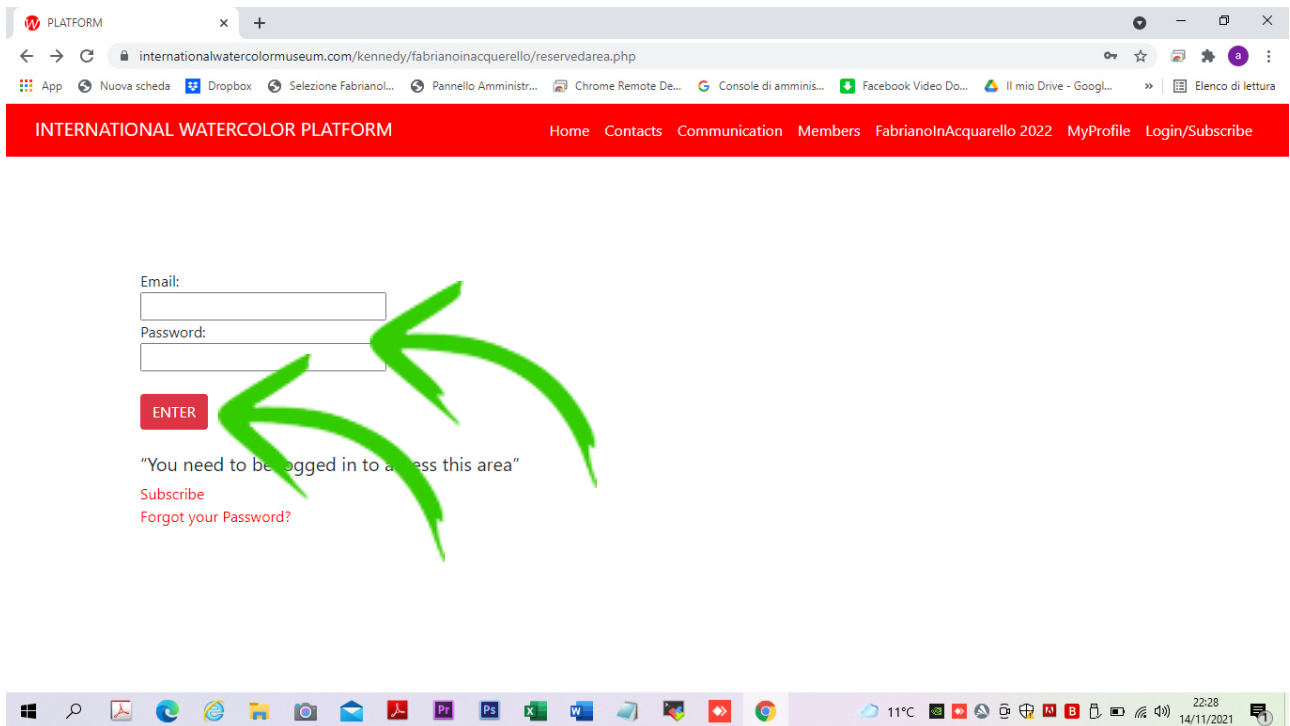 PLATFORM
internationalwatercolormuseum.com/kennedy/fabrianoinacquerello/reservedarea.php
App Nuova scheda Dropbox Selezione Fabrianol... Pannello Amministr... Chrome Remote De... Console di amminis... Facebook Video Do... Il mio Drive - Googl... » Elenco di lettura
INTERNATIONAL WATERCOLOR PLATFORM Home Contacts Communication Members FabrianoInAcquarello 2022 MyProfile Login/Subscribe
Email:
Password:
ENTER
“You need to be logged in to access this area”
Subscribe
Forgot your Password?
11°C 22:28
14/11/2021